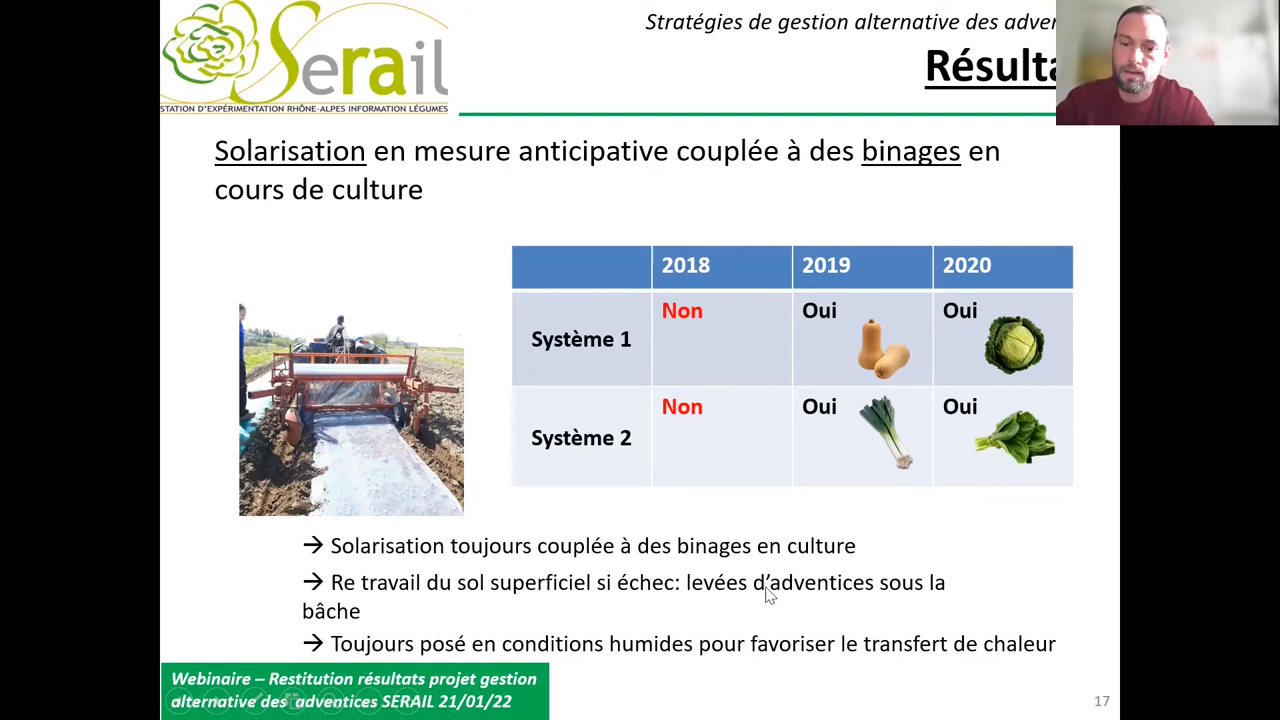 Serail
STATION D'EXPÉRIMENTATION RHÔNE-ALPES INFORMATION LÉGUMES
Stratégies de gestion alternative des
Solarisation en mesure anticipative couplée à des binages en
cours de culture
2018 2019 2020
Système 1 Non Oui Oui
Système 2 Non Oui Oui
→ Solarisation toujours couplée à des binages en culture
→ Re travail du sol superficiel si échec: levées d'adventices sous la
bâche
→ Toujours posé en conditions humides pour favoriser le transfert de chaleur
Webinaire – Restitution résultats projet gestion
alternative des adventices SERAIL 21/01/22
17